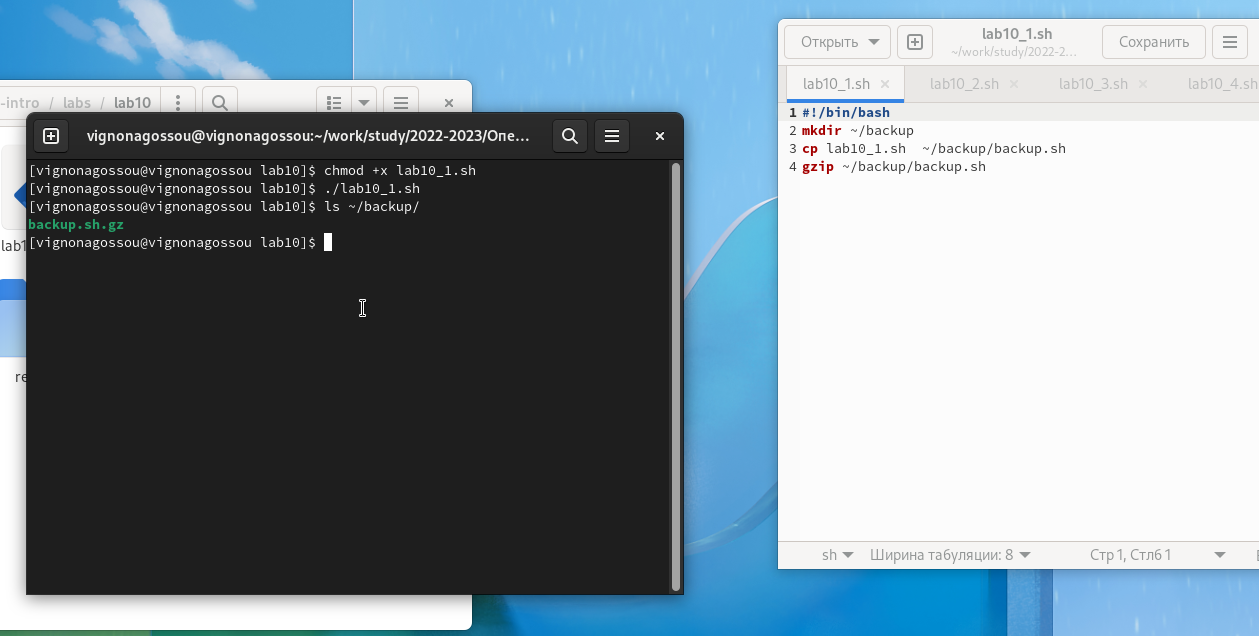 -intro / labs / lab10
lab1
re
vignonagossou@vignonagossou:~/work/study/2022-2023/Опе...
[vignonagossou@vignonagossou lab10]$ chmod +x lab10_1.sh
[vignonagossou@vignonagossou lab10]$ ./lab10_1.sh
[vignonagossou@vignonagossou lab10]$ ls ~/backup/
backup.sh.gz
[vignonagossou@vignonagossou lab10]$
Открыть
lab10_1.sh
~/work/study/2022-2...
Сохранить
lab10_1.sh lab10_2.sh lab10_3.sh lab10_4.sh
1 #!/bin/bash
2 mkdir ~/backup
3 cp lab10_1.sh  ~/backup/backup.sh
4 gzip ~/backup/backup.sh
sh Ширина табуляции: 8 Стр 1, Стлб 1